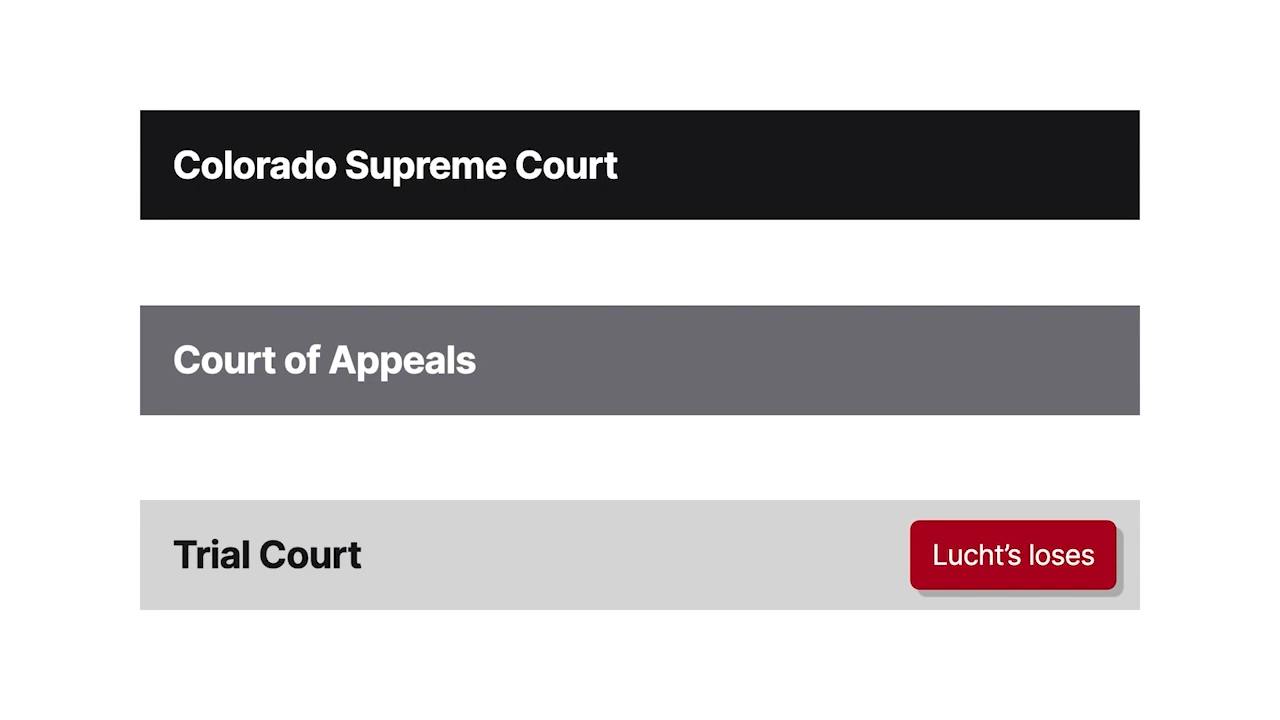 Colorado Supreme Court
Court of Appeals
Trial Court
Lucht’s loses